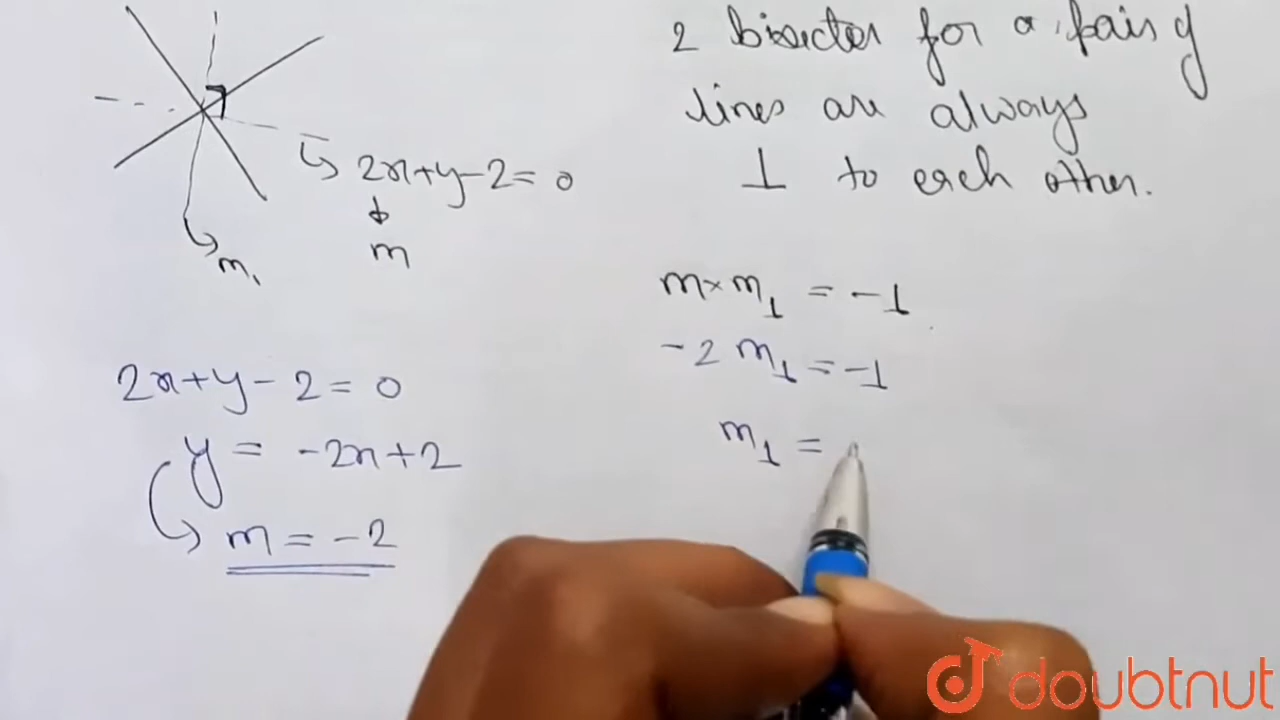 2 bisector for a pair of
lines are always
⊥ to each other.
2x+y-2=0
m
m₁
m×m₁ = -1
-2 m₁ = -1
m₁ =
2x+y-2=0
y = -2x+2
m = -2
doubtnut